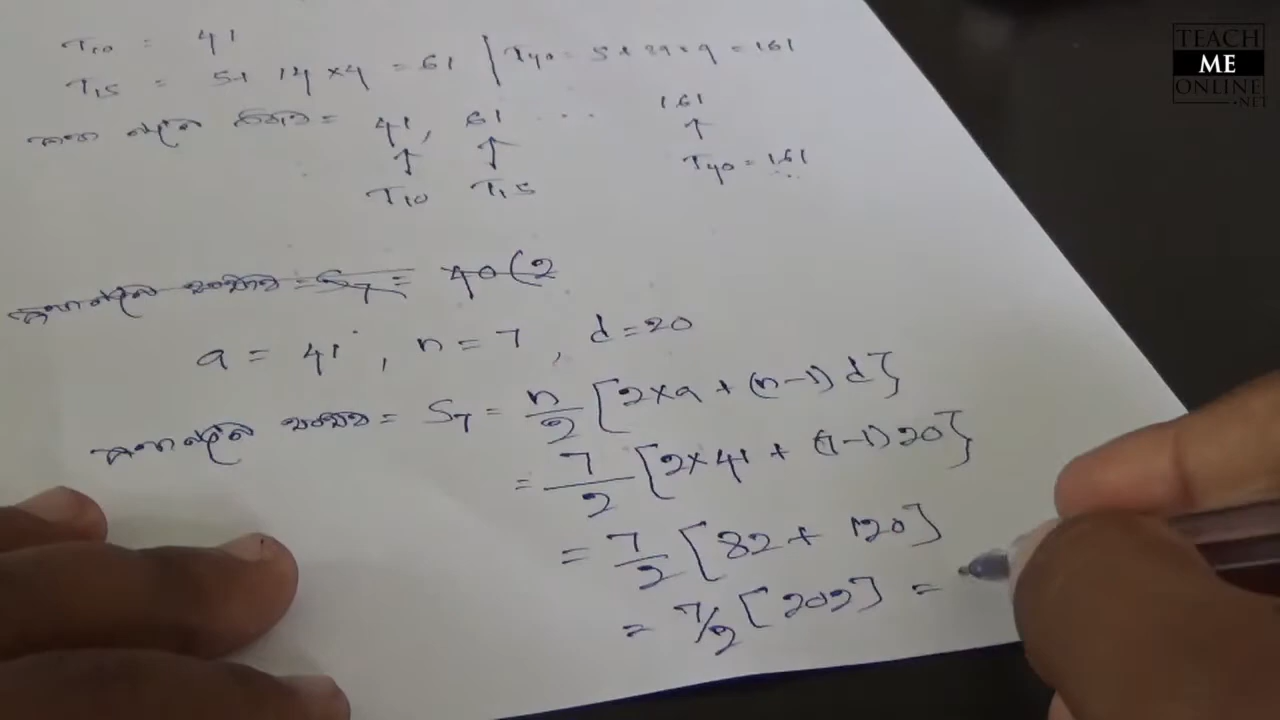 T10 = 41
T15 = 5+ 14 ×4 = 61 | T40 = 5 + 39 × 4 = 161
= 41, 61 ... 161
↑ ↑ ↑
T10 T15 T40 = 161
S7 = 40(2
a = 41, n = 7, d = 20
= S7 = n/2 [2×a + (n-1) d}
= 7/2 [2×41 + (7-1) 20}
= 7/2 [82 + 120]
= 7/2 [202] =
TEACH
ME
ONLINE
.NET